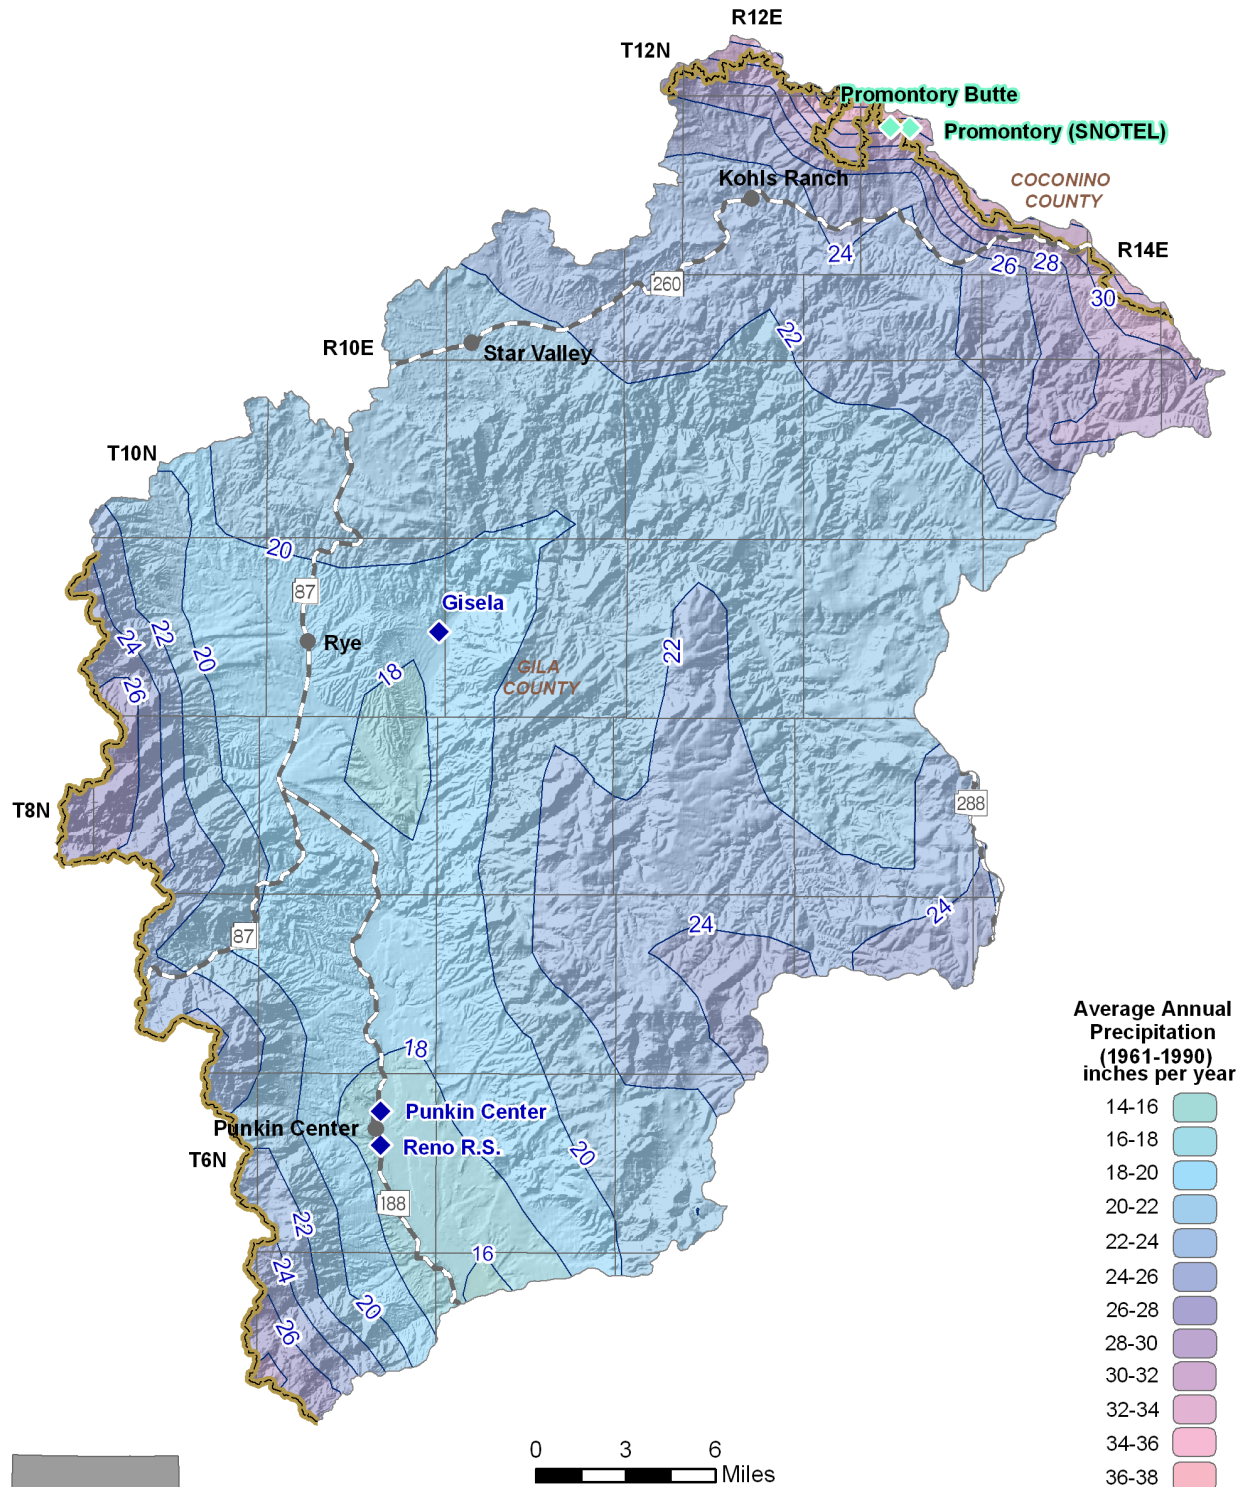 R12E
T12N
Promontory Butte
Promontory (SNOTEL)
Kohls Ranch
COCONINO
COUNTY
R14E
24
26
28
260
30
22
R10E
Star Valley
T10N
20
87
Gisela
Rye
24
22
20
22
18
GILA
COUNTY
26
T8N
288
24
87
24
18
Punkin Center
Punkin Center
Reno R.S.
T6N
20
188
22
16
24
20
26
Average Annual
Precipitation
(1961-1990)
inches per year
14-16
16-18
18-20
20-22
22-24
24-26
26-28
28-30
30-32
32-34
34-36
36-38
0 3 6
Miles